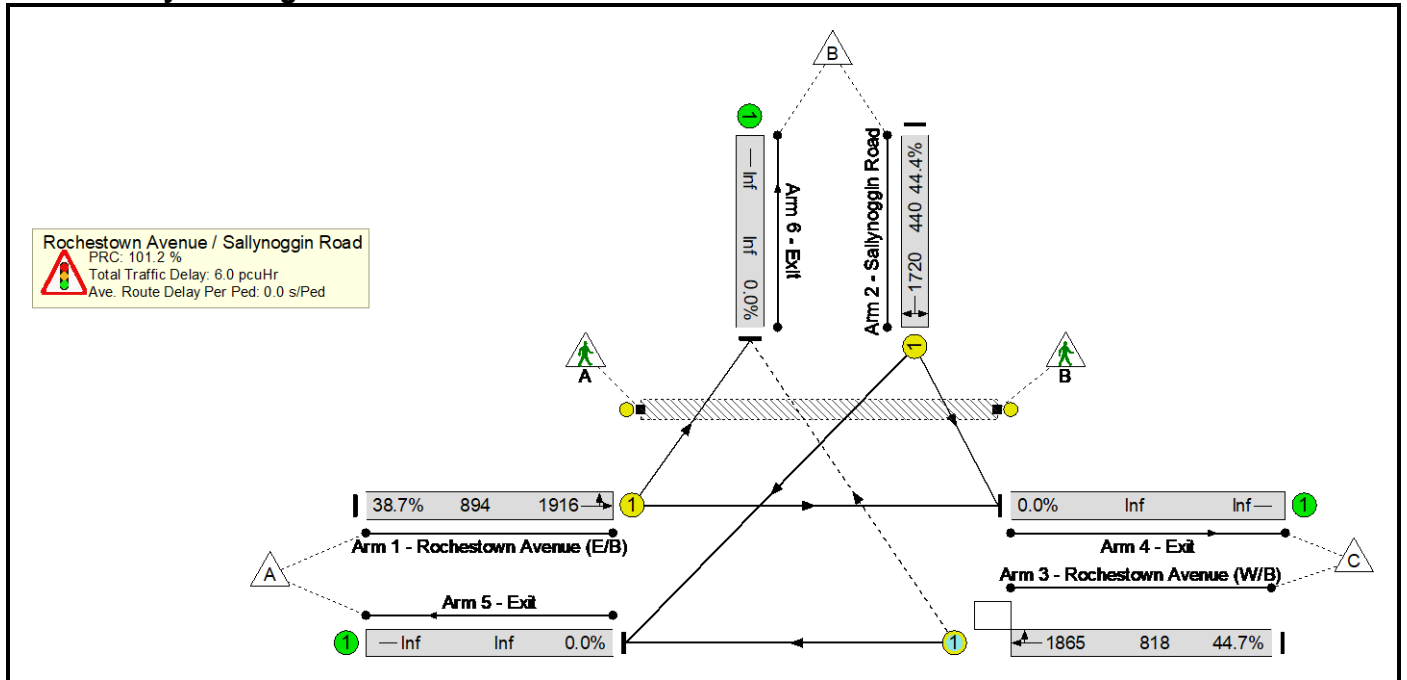 B
1
— Inf Inf 0.0%
Arm 6 - Exit
Arm 2 - Sallynoggin Road
1720 440 44.4%
1
Rochestown Avenue / Sallynoggin Road
PRC: 101.2 %
Total Traffic Delay: 6.0 pcuHr
Ave. Route Delay Per Ped: 0.0 s/Ped
A
B
38.7% 894 1916
1
0.0% Inf Inf —
1
Arm 1 - Rochestown Avenue (E/B)
Arm 4 - Exit
A
C
Arm 3 - Rochestown Avenue (W/B)
Arm 5 - Exit
1
— Inf Inf 0.0%
1
1865 818 44.7%